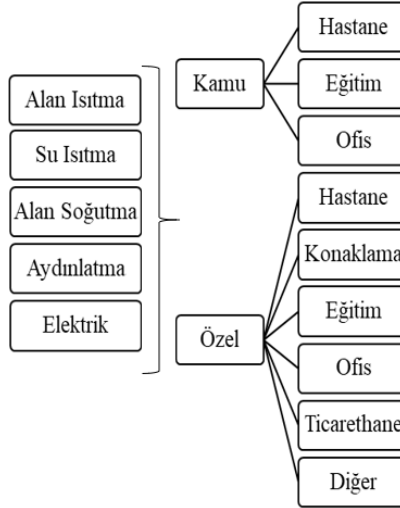 Alan Isıtma
Su Isıtma
Alan Soğutma
Aydınlatma
Elektrik
Kamu
Hastane
Eğitim
Ofis
Özel
Hastane
Konaklama
Eğitim
Ofis
Ticarethane
Diğer